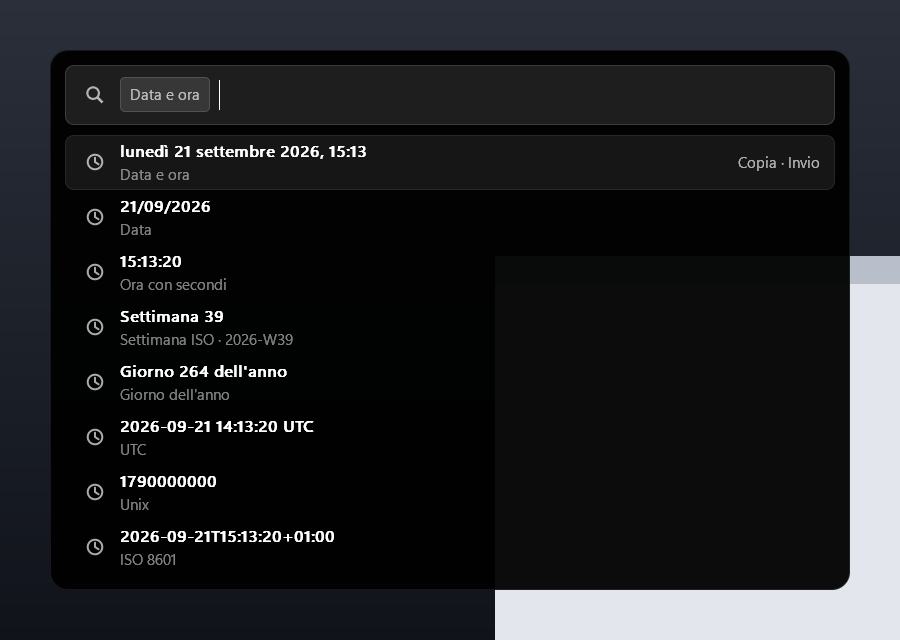 Data e ora
lunedì 21 settembre 2026, 15:13
Data e ora
Copia · Invio
21/09/2026
Data
15:13:20
Ora con secondi
Settimana 39
Settimana ISO · 2026-W39
Giorno 264 dell'anno
Giorno dell'anno
2026-09-21 14:13:20 UTC
UTC
1790000000
Unix
2026-09-21T15:13:20+01:00
ISO 8601